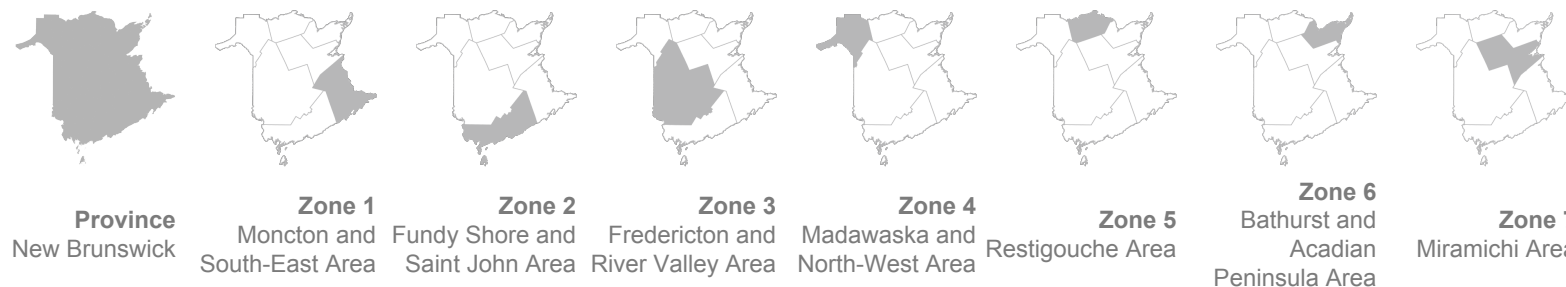 Province
New Brunswick
Zone 1
Moncton and
South-East Area
Zone 2
Fundy Shore and
Saint John Area
Zone 3
Fredericton and
River Valley Area
Zone 4
Madawaska and
North-West Area
Zone 5
Restigouche Area
Zone 6
Bathurst and
Acadian
Peninsula Area
Zone 7
Miramichi Area